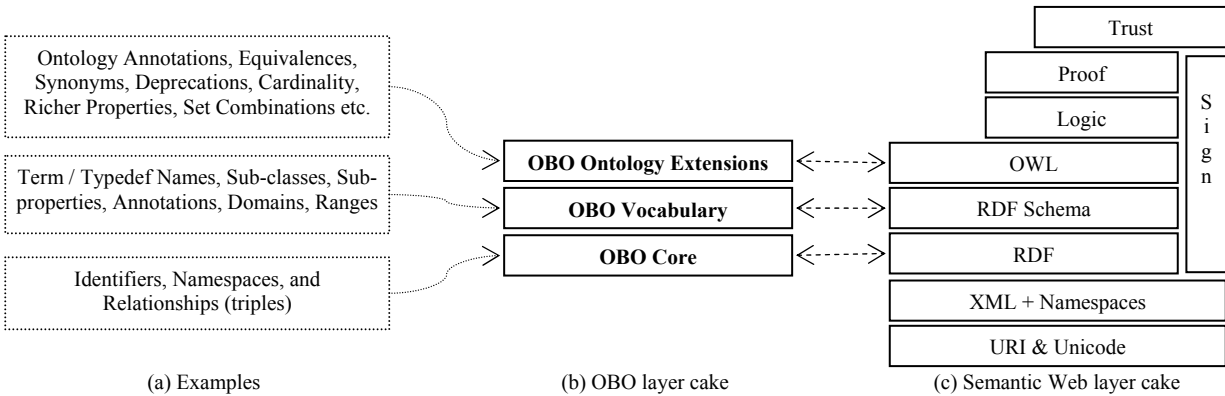 Ontology Annotations, Equivalences,
Synonyms, Deprecations, Cardinality,
Richer Properties, Set Combinations etc.
Term / Typedef Names, Sub-classes, Sub-
properties, Annotations, Domains, Ranges
Identifiers, Namespaces, and
Relationships (triples)
(a) Examples
OBO Ontology Extensions
OBO Vocabulary
OBO Core
(b) OBO layer cake
Trust
Proof
Logic
OWL
RDF Schema
RDF
Sign
XML + Namespaces
URI & Unicode
(c) Semantic Web layer cake